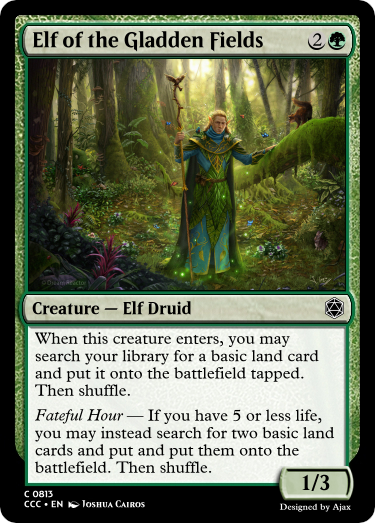 Elf of the Gladden Fields 2
Creature — Elf Druid
When this creature enters, you may
search your library for a basic land card
and put it onto the battlefield tapped.
Then shuffle.
Fateful Hour — If you have 5 or less life,
you may instead search for two basic land
cards and put and put them onto the
battlefield. Then shuffle.
1/3
C 0813
CCC • EN Joshua Cairos
Designed by Ajax